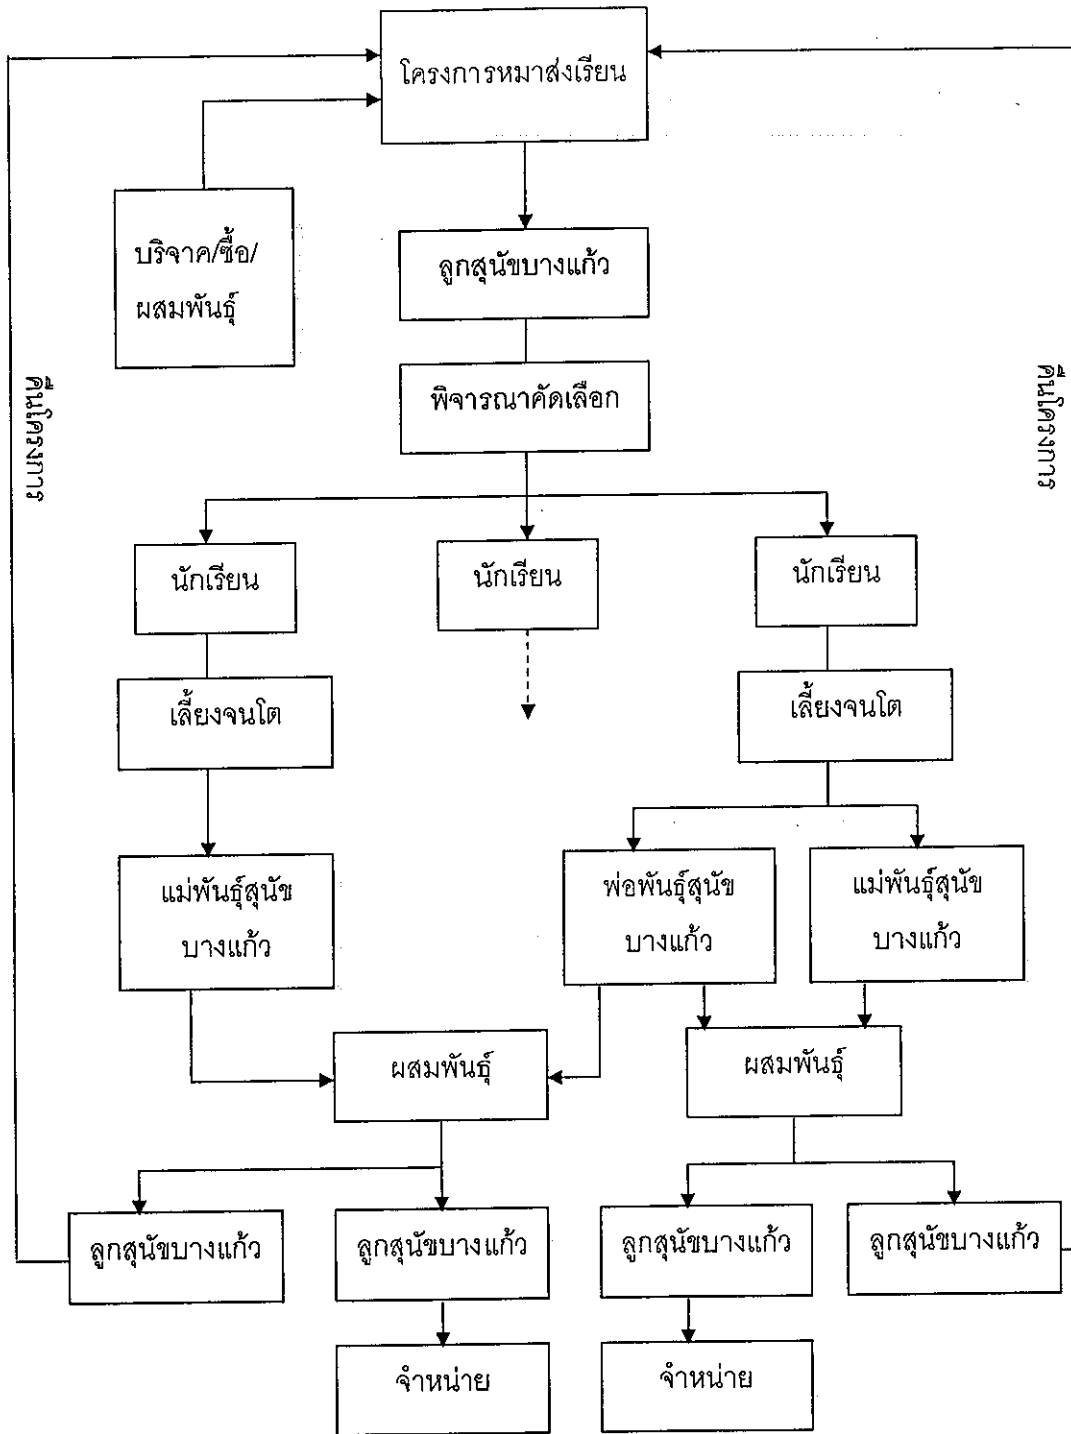 โครงการหมาส่งเรียน
บริจาค/ซื้อ/
ผสมพันธุ์
ลูกสุนัขบางแก้ว
พิจารณาคัดเลือก
คืนโครงการ
คืนโครงการ
นักเรียน
นักเรียน
นักเรียน
เลี้ยงจนโต
เลี้ยงจนโต
แม่พันธุ์สุนัข
บางแก้ว
พ่อพันธุ์สุนัข
บางแก้ว
แม่พันธุ์สุนัข
บางแก้ว
ผสมพันธุ์
ผสมพันธุ์
ลูกสุนัขบางแก้ว
ลูกสุนัขบางแก้ว
ลูกสุนัขบางแก้ว
ลูกสุนัขบางแก้ว
จำหน่าย
จำหน่าย